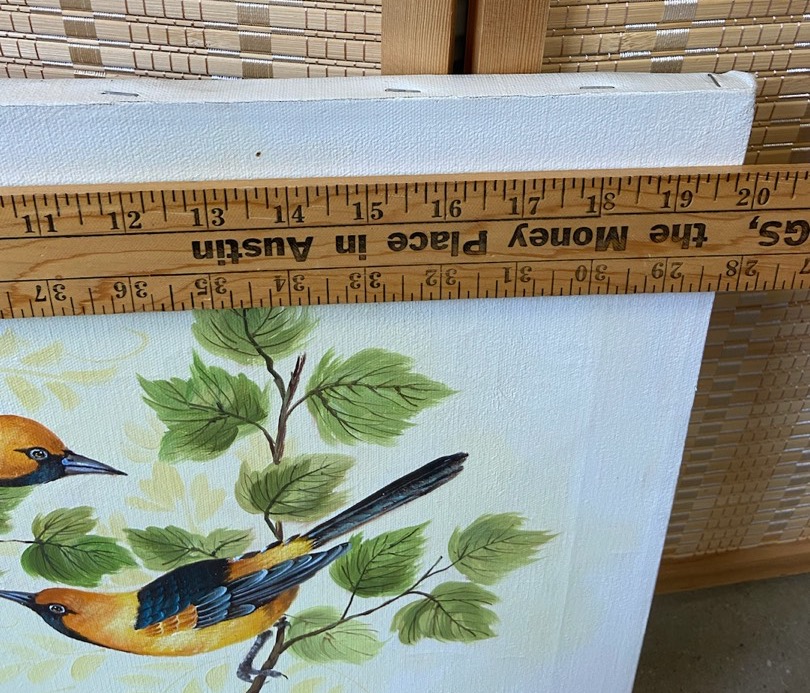 11 12 13 14 15 16 17 18 19 20
GS, the Money Place in Austin
28 29 30 31 32 33 34 35 36 37